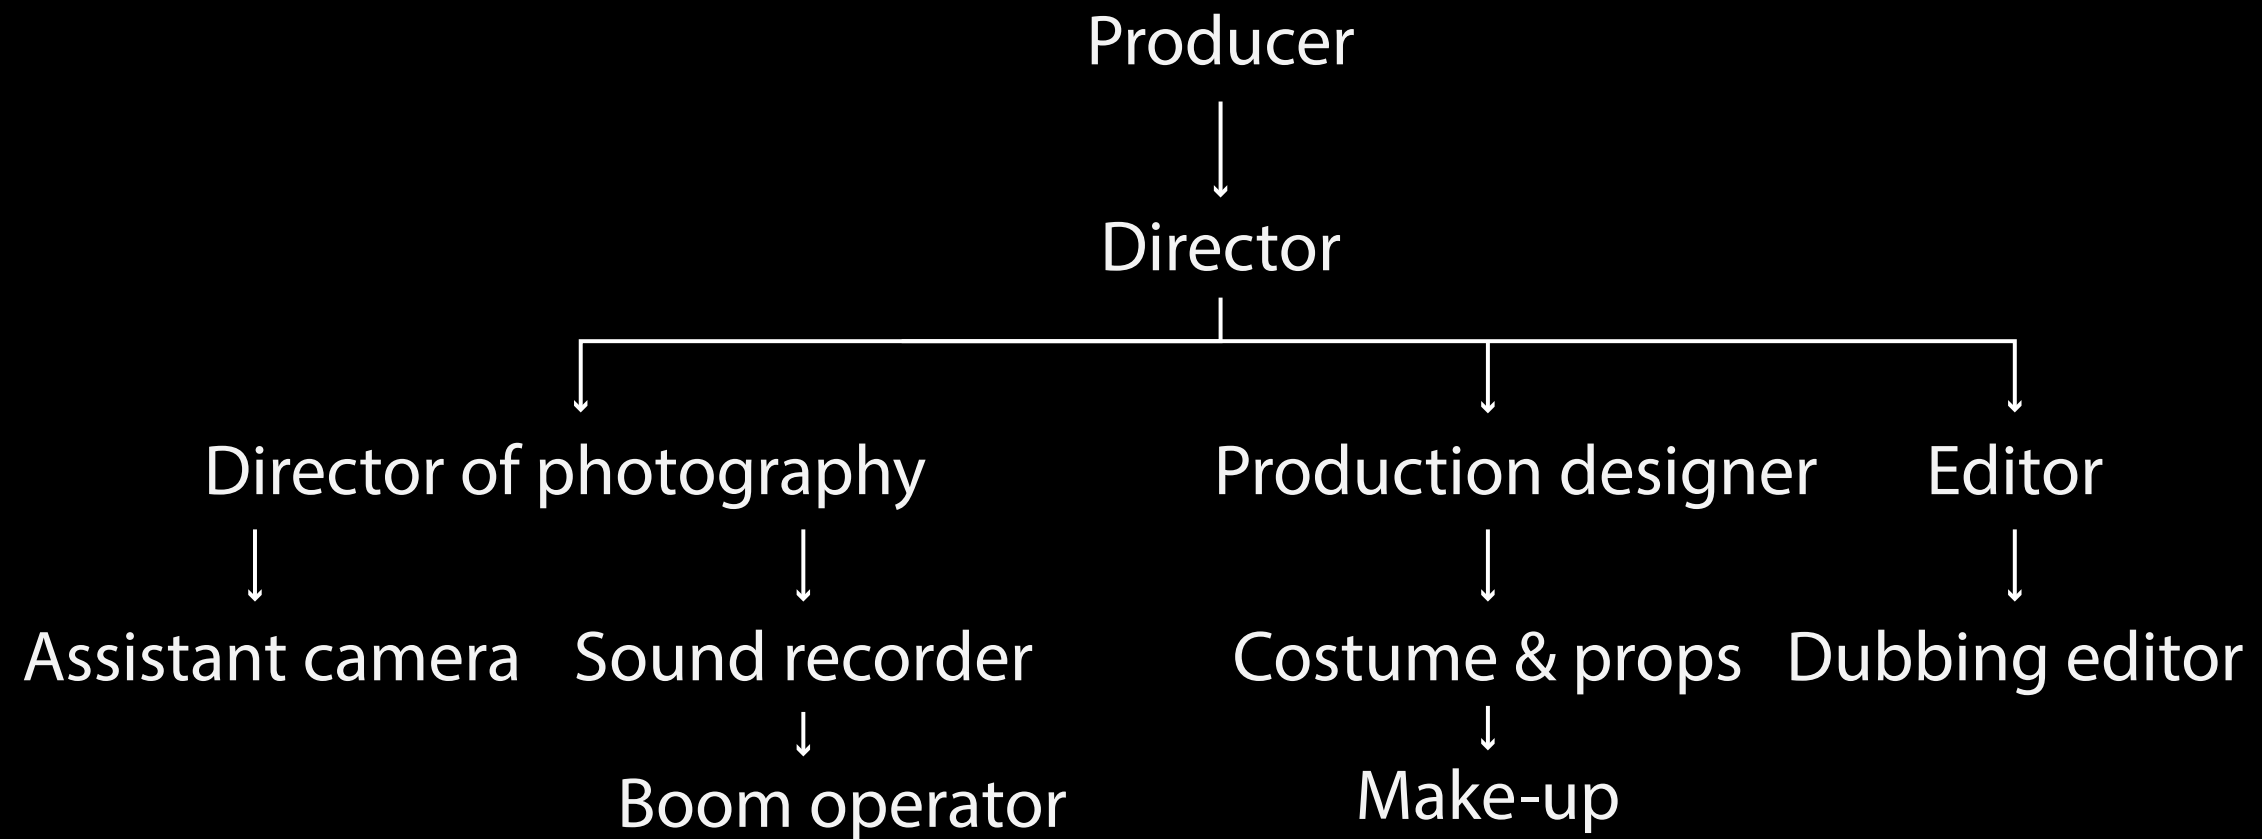 Producer
Director
Director of photography
Production designer
Editor
Assistant camera
Sound recorder
Costume & props
Dubbing editor
Boom operator
Make-up